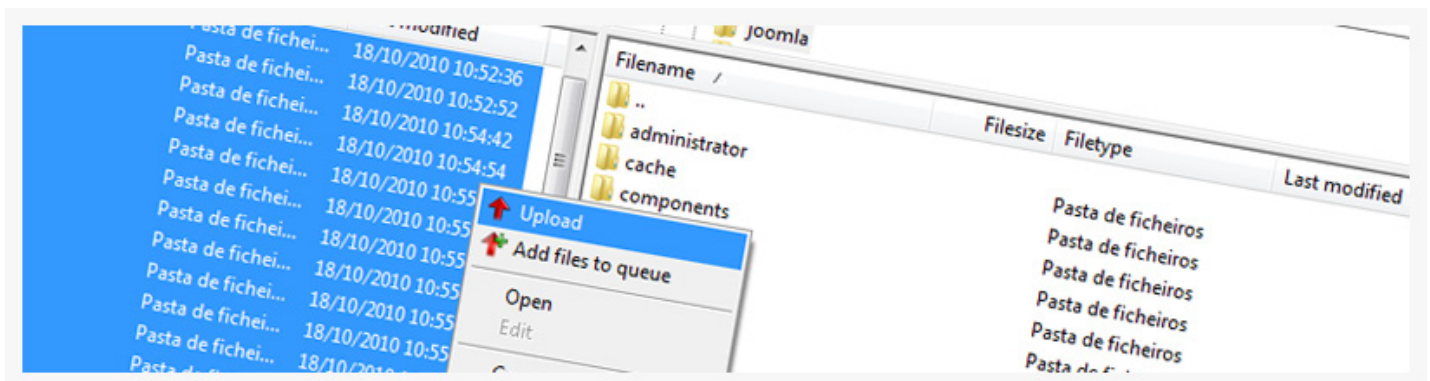 modified
Pasta de fichei... 18/10/2010 10:52:36
Pasta de fichei... 18/10/2010 10:52:52
Pasta de fichei... 18/10/2010 10:54:42
Pasta de fichei... 18/10/2010 10:54:54
Pasta de fichei... 18/10/2010 10:55
Pasta de fichei... 18/10/2010 10:55
Pasta de fichei... 18/10/2010 10:55
Pasta de fichei... 18/10/2010 10:55
Pasta de fichei... 18/10/2010 10:55
Pasta de fichei... 18/10/2010 10:55
Pasta de fichei... 18/10/2010
Upload
Add files to queue
Open
Edit
Joomla
Filename / Filesize Filetype Last modified
..
administrator
cache
components
Pasta de ficheiros
Pasta de ficheiros
Pasta de ficheiros
Pasta de ficheiros
Pasta de ficheiros
Pasta de